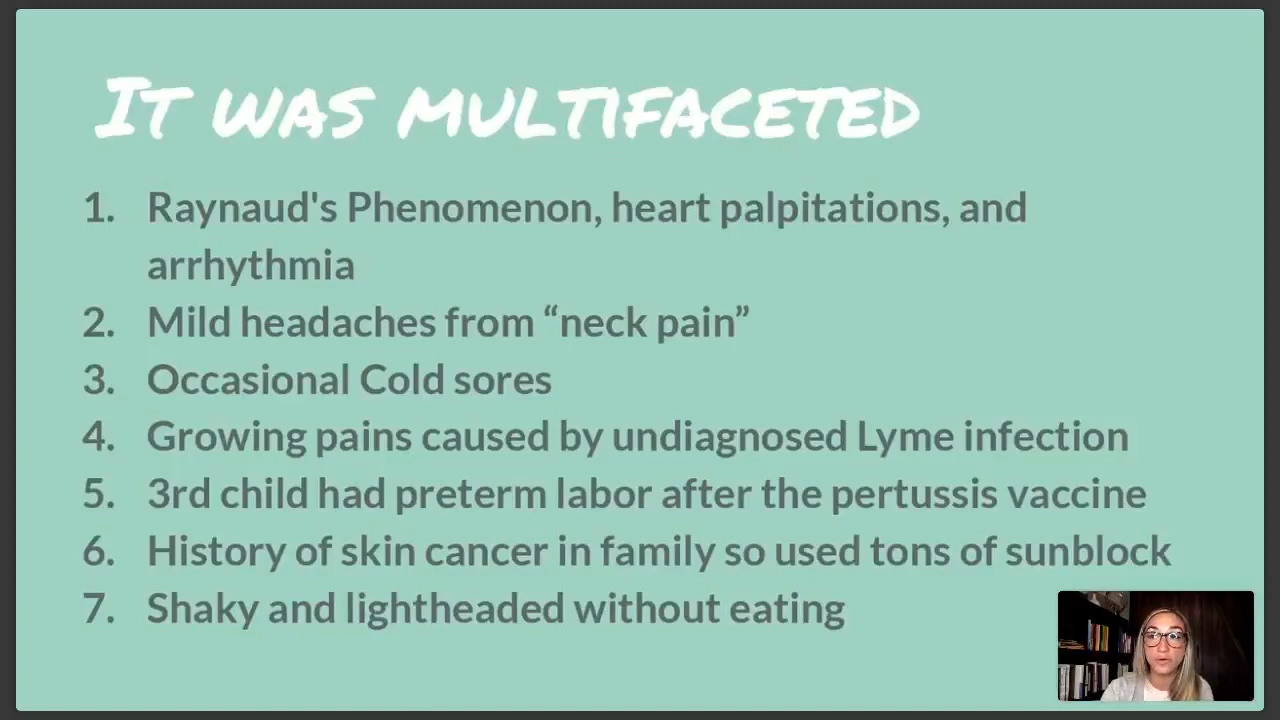 It was multifaceted
1. Raynaud's Phenomenon, heart palpitations, and
arrhythmia
2. Mild headaches from “neck pain”
3. Occasional Cold sores
4. Growing pains caused by undiagnosed Lyme infection
5. 3rd child had preterm labor after the pertussis vaccine
6. History of skin cancer in family so used tons of sunblock
7. Shaky and lightheaded without eating